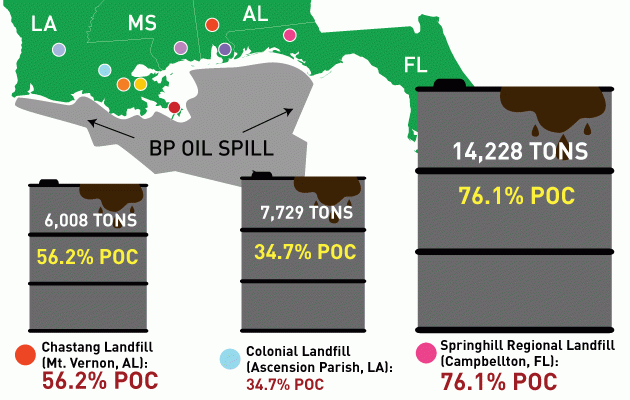 LA
MS
AL
FL
BP OIL SPILL
14,228 TONS
76.1% POC
6,008 TONS
56.2% POC
7,729 TONS
34.7% POC
Chastang Landfill
(Mt. Vernon, AL):
56.2% POC
Colonial Landfill
(Ascension Parish, LA):
34.7% POC
Springhill Regional Landfill
(Campbellton, FL):
76.1% POC